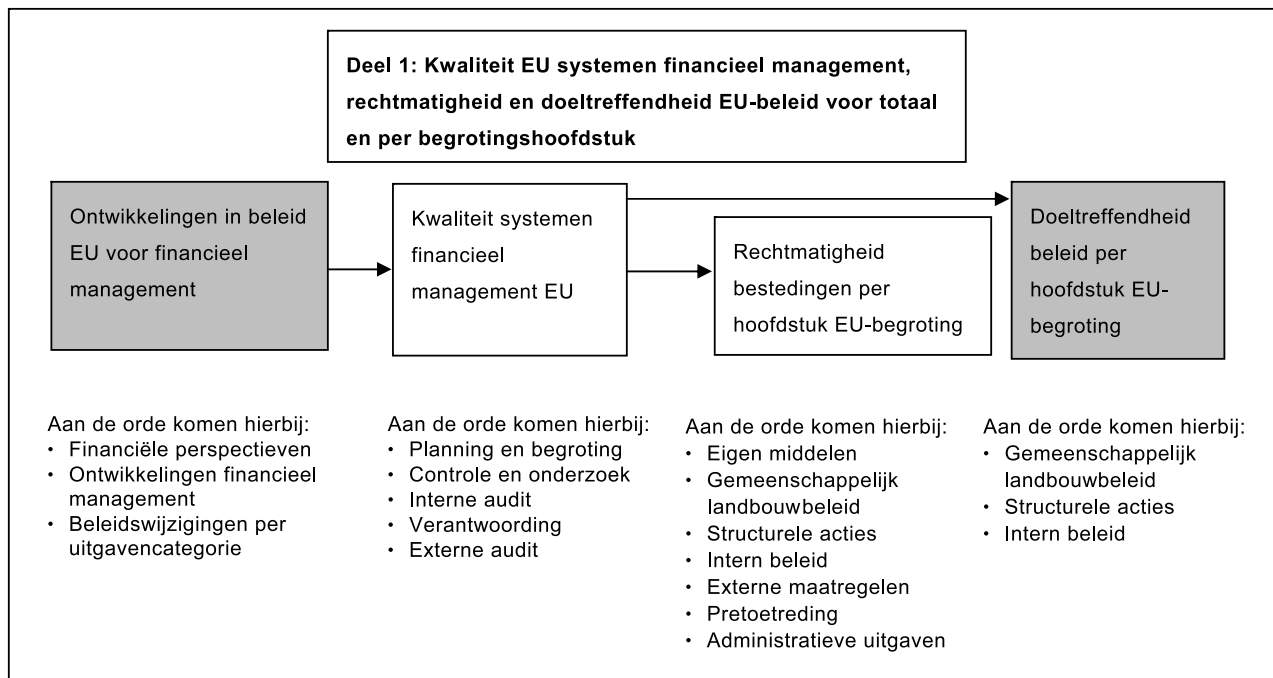 Deel 1: Kwaliteit EU systemen financieel management,
rechtmatigheid en doeltreffendheid EU-beleid voor totaal
en per begrotingshoofdstuk
Ontwikkelingen in beleid
EU voor financieel
management
Kwaliteit systemen
financieel
management EU
Rechtmatigheid
bestedingen per
hoofdstuk EU-begroting
Doeltreffendheid
beleid per
hoofdstuk EU-
begroting
Aan de orde komen hierbij:
• Financiële perspectieven
• Ontwikkelingen financieel
management
• Beleidswijzigingen per
uitgavencategorie
Aan de orde komen hierbij:
• Planning en begroting
• Controle en onderzoek
• Interne audit
• Verantwoording
• Externe audit
Aan de orde komen hierbij:
• Eigen middelen
• Gemeenschappelijk
landbouwbeleid
• Structurele acties
• Intern beleid
• Externe maatregelen
• Pretoetreding
• Administratieve uitgaven
Aan de orde komen hierbij:
• Gemeenschappelijk
landbouwbeleid
• Structurele acties
• Intern beleid